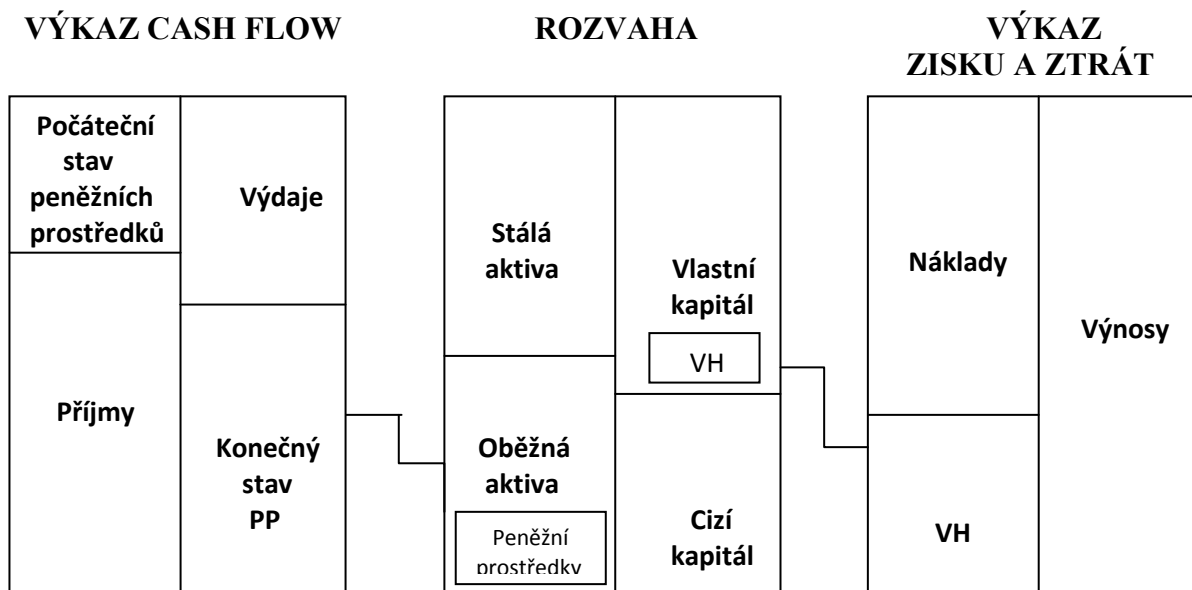 VÝKAZ CASH FLOW
Počáteční
stav
peněžních
prostředků
Výdaje
Příjmy
Konečný
stav
PP
ROZVAHA
Stálá
aktiva
Vlastní
kapitál
VH
Oběžná
aktiva
Peněžní
prostředky
Cizí
kapitál
VÝKAZ
ZISKU A ZTRÁT
Náklady
Výnosy
VH